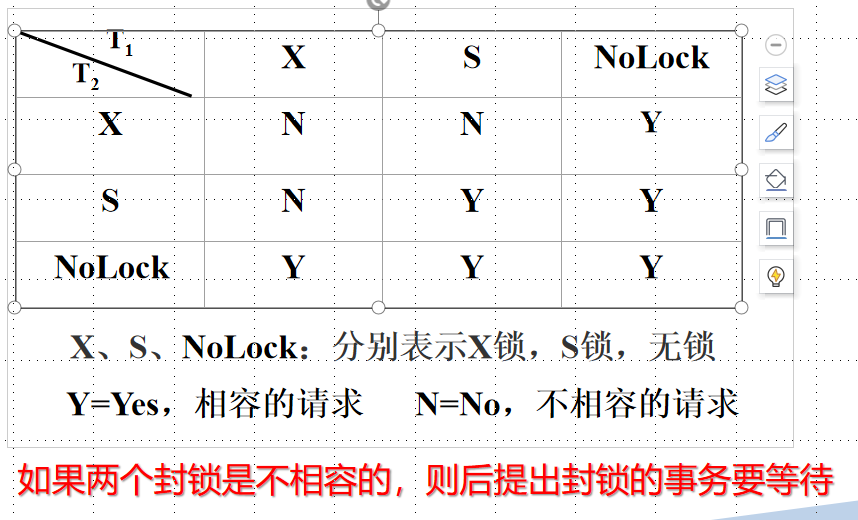 T1
T2 X S NoLock
X N N Y
S N Y Y
NoLock Y Y Y
X、S、NoLock：分别表示X锁，S锁，无锁
Y=Yes，相容的请求 N=No，不相容的请求
如果两个封锁是不相容的，则后提出封锁的事务要等待